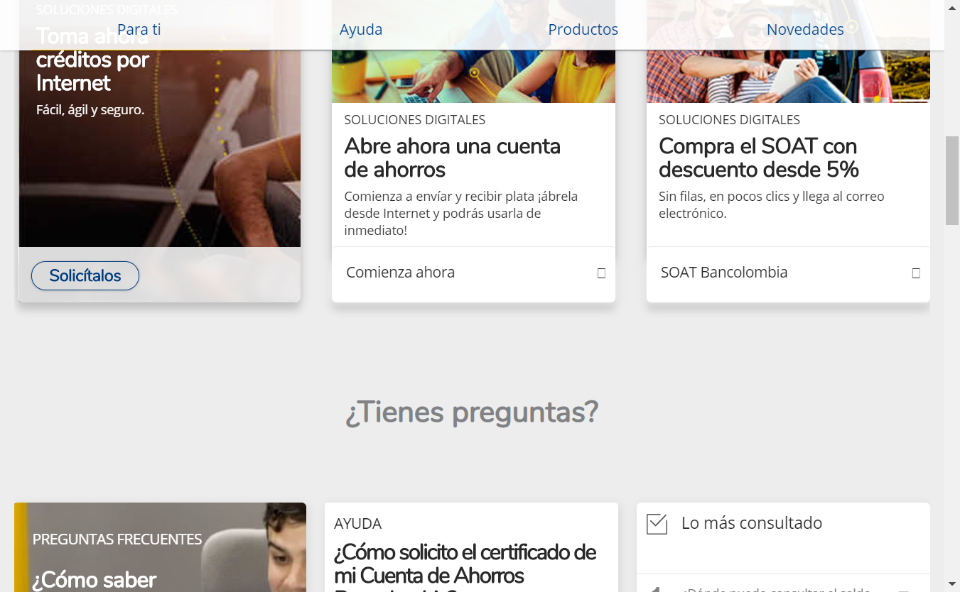 Para ti
Ayuda
Productos
Novedades
SOLUCIONES DIGITALES
Toma ahora
créditos por
Internet
Fácil, ágil y seguro.
Solicítalos
SOLUCIONES DIGITALES
Abre ahora una cuenta
de ahorros
Comienza a envíar y recibir plata ¡ábrela
desde Internet y podrás usarla de
inmediato!
Comienza ahora
SOLUCIONES DIGITALES
Compra el SOAT con
descuento desde 5%
Sin filas, en pocos clics y llega al correo
electrónico.
SOAT Bancolombia
¿Tienes preguntas?
PREGUNTAS FRECUENTES
¿Cómo saber
AYUDA
¿Cómo solicito el certificado de
mi Cuenta de Ahorros
Lo más consultado